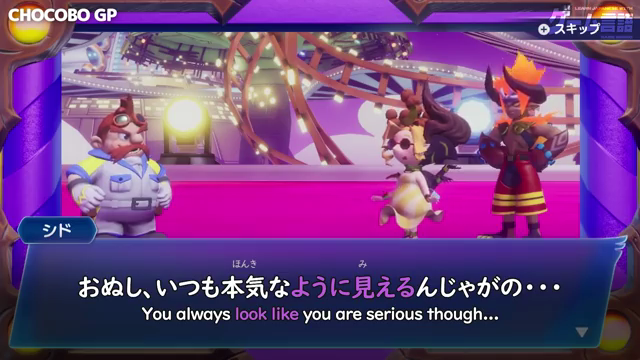 CHOCOBO GP
スキップ
シド
ほんき
み
おぬし、いつも本気なように見えるんじゃがの・・・
You always look like you are serious though...